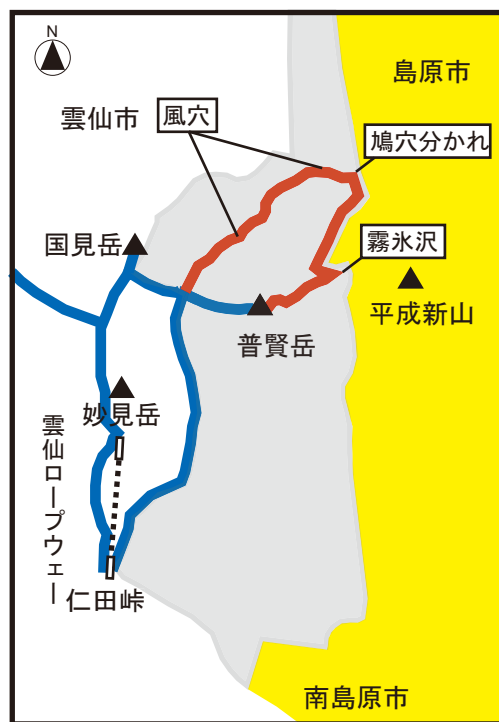 N
島原市
雲仙市
風穴
鳩穴分かれ
国見岳
霧氷沢
平成新山
普賢岳
妙見岳
雲仙ロープウェー
仁田峠
南島原市